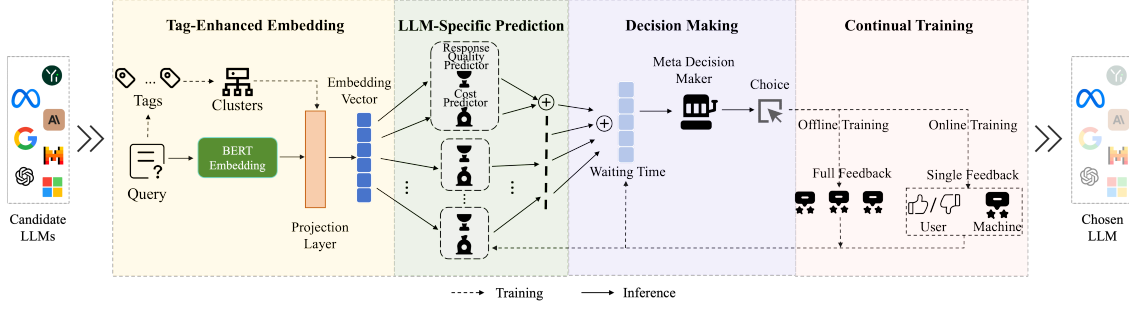 Tag-Enhanced Embedding
LLM-Specific Prediction
Decision Making
Continual Training
Candidate
LLMs
...
Tags
Clusters
Query
?
BERT
Embedding
Projection
Layer
Embedding
Vector
Response
Quality
Predictor
Cost
Predictor
Waiting Time
Meta Decision
Maker
Choice
Offline Training
Online Training
Full Feedback
Single Feedback
/
User
Machine
Chosen
LLM
Training
Inference